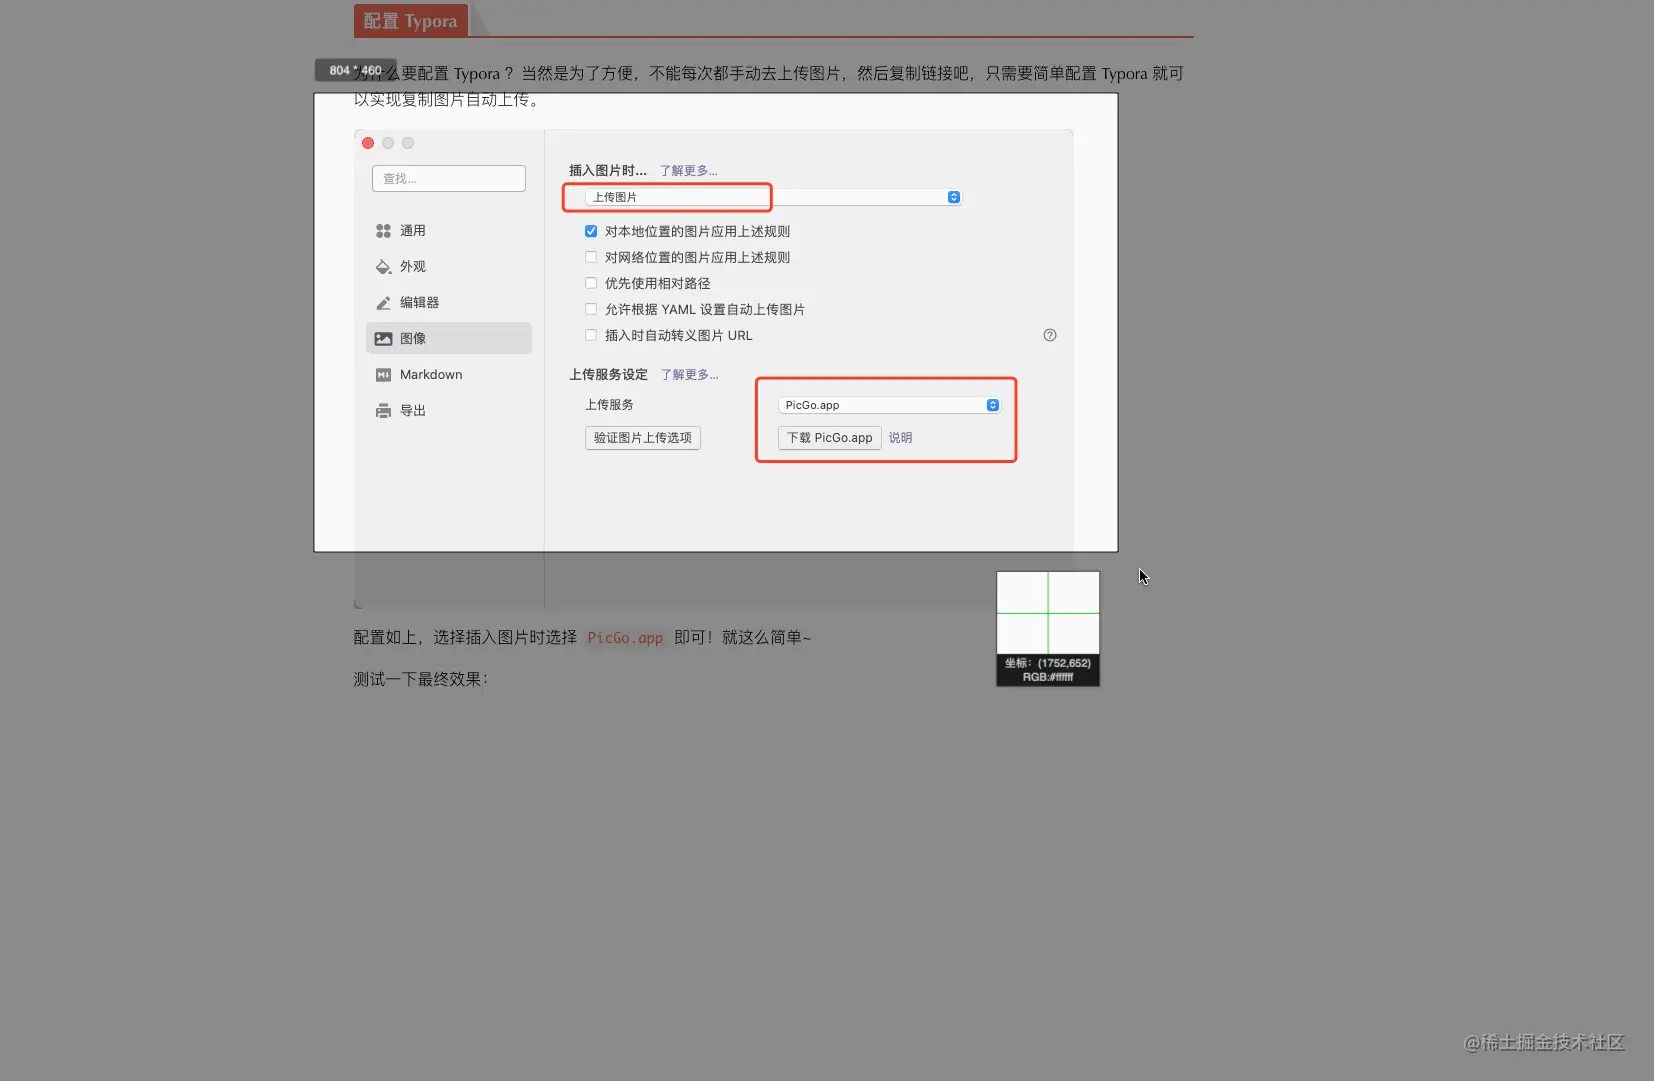 配置 Typora
804 * 460
为什么要配置 Typora ？当然是为了方便，不能每次都手动去上传图片，然后复制链接吧，只需要简单配置 Typora 就可
以实现复制图片自动上传。
查找...
通用
外观
编辑器
图像
Markdown
导出
插入图片时... 了解更多...
上传图片
对本地位置的图片应用上述规则
对网络位置的图片应用上述规则
优先使用相对路径
允许根据 YAML 设置自动上传图片
插入时自动转义图片 URL
上传服务设定 了解更多...
上传服务 PicGo.app
验证图片上传选项 下载 PicGo.app 说明
配置如上，选择插入图片时选择 PicGo.app 即可！就这么简单~
测试一下最终效果：
坐标：(1752,652)
RGB:#ffffff
@稀土掘金技术社区